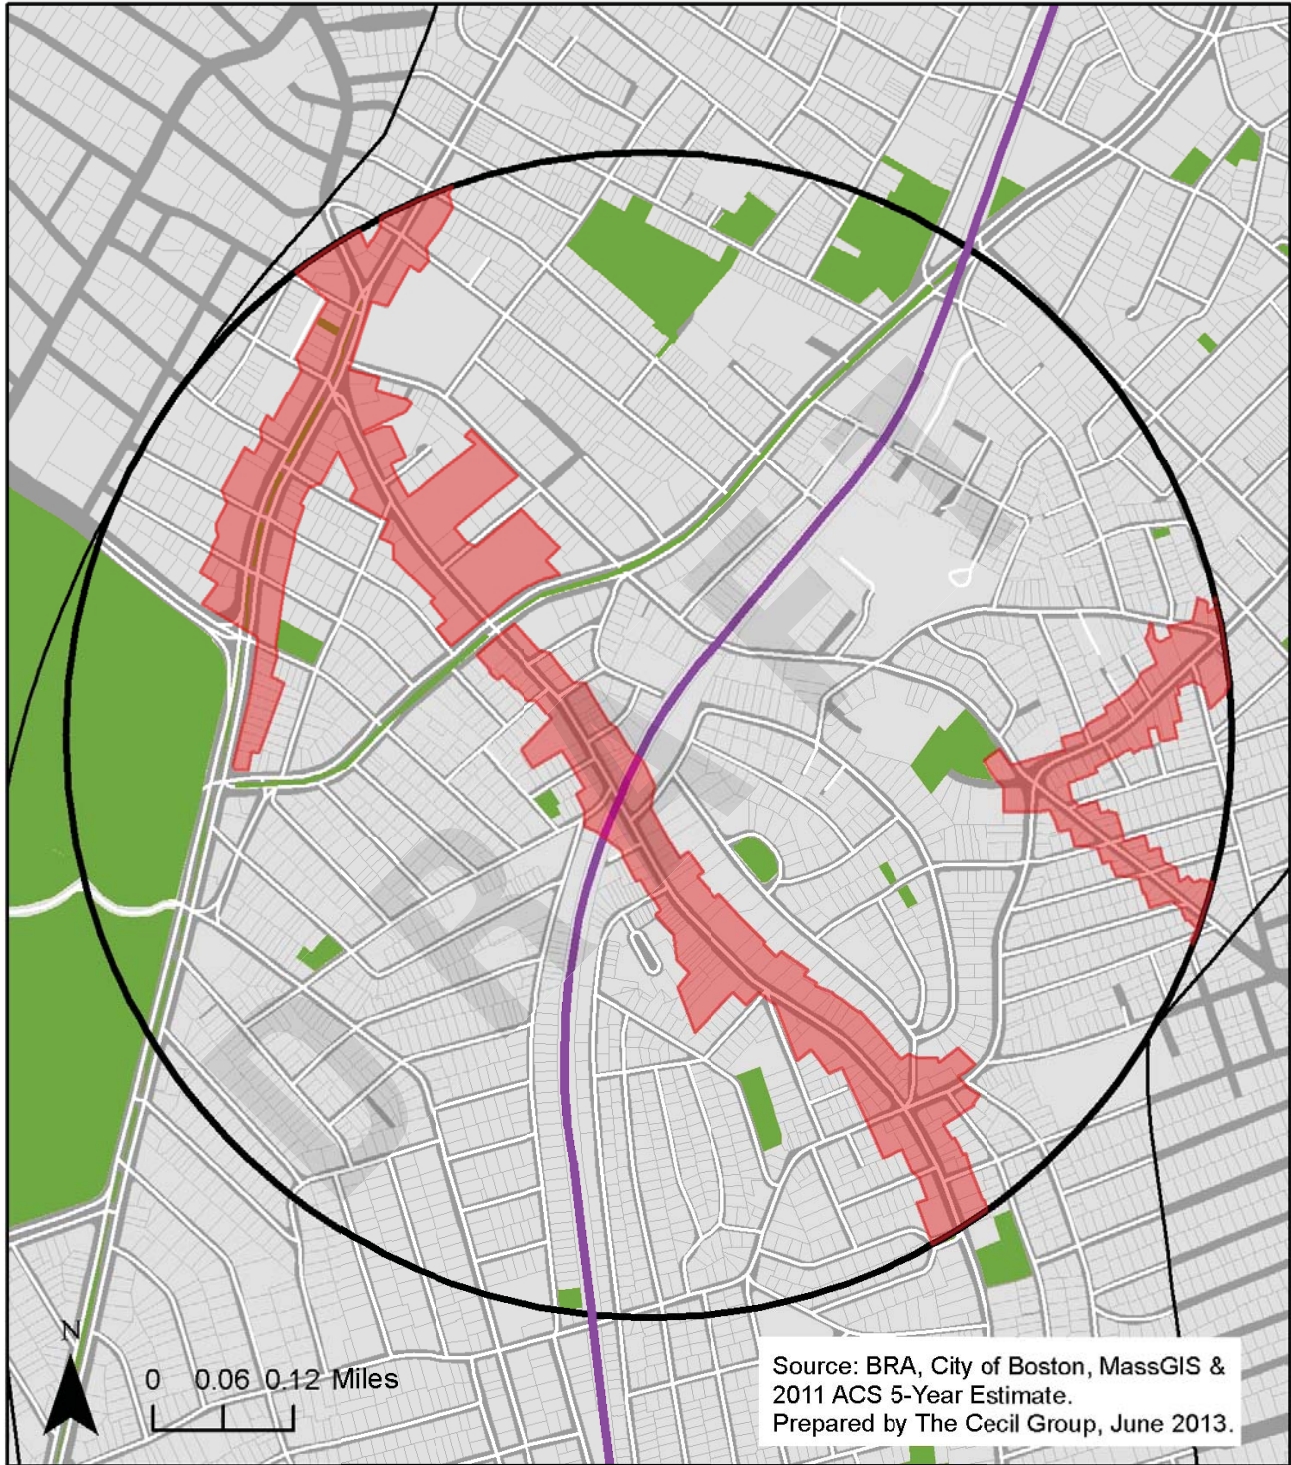 N
0 0.06 0.12 Miles
Source: BRA, City of Boston, MassGIS &
2011 ACS 5-Year Estimate.
Prepared by The Cecil Group, June 2013.